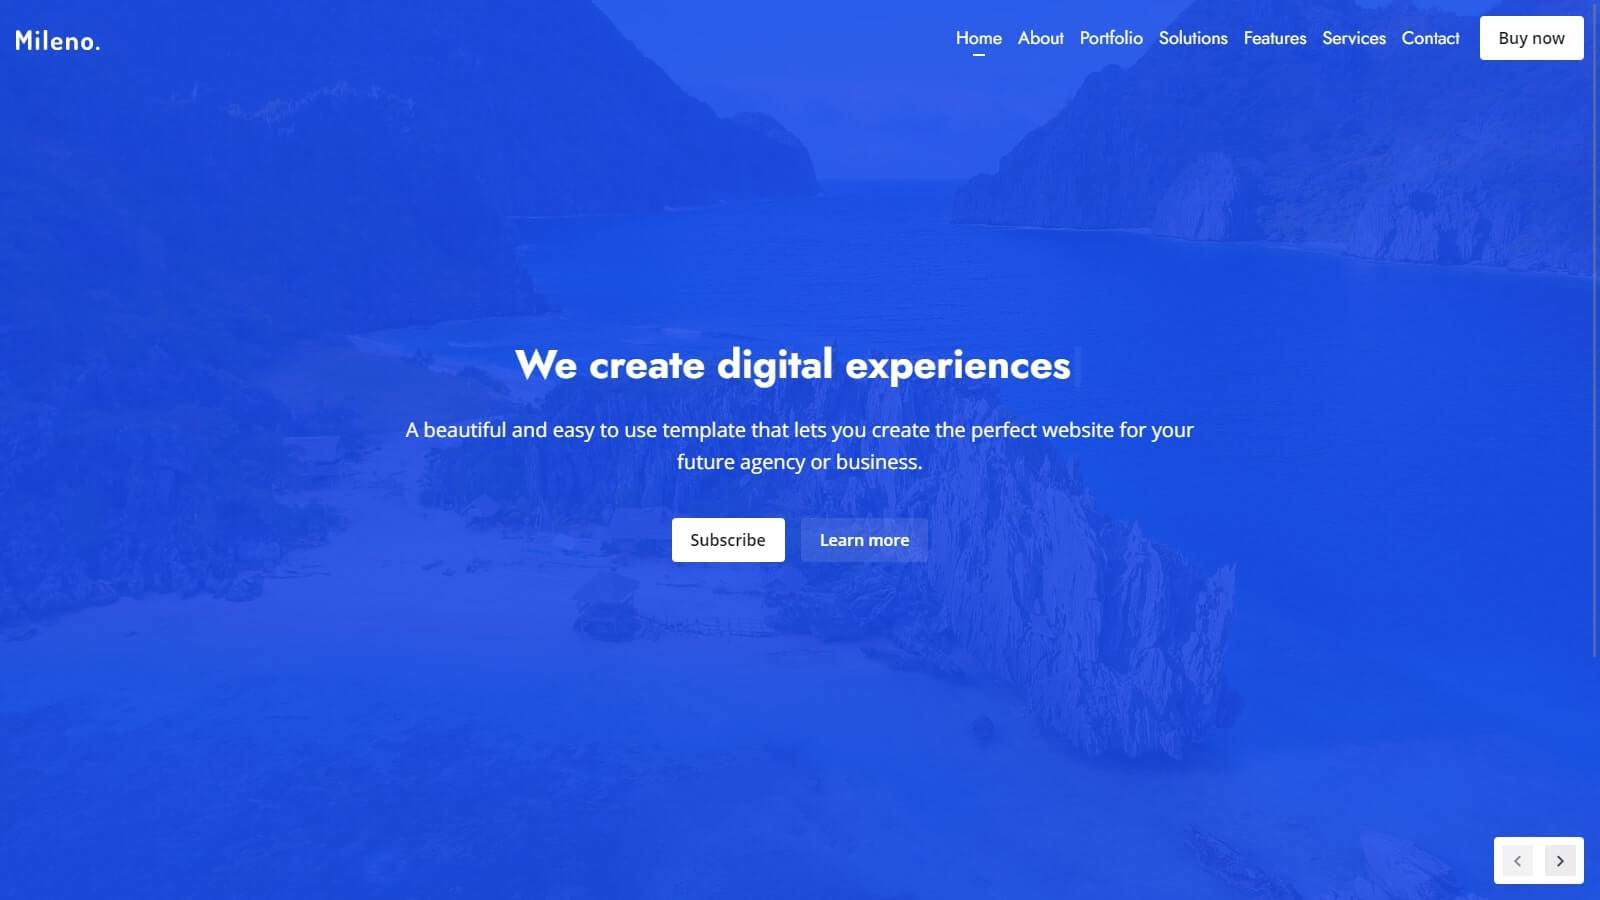 Mileno.
Home About Portfolio Solutions Features Services Contact Buy now
We create digital experiences
A beautiful and easy to use template that lets you create the perfect website for your
future agency or business.
Subscribe Learn more